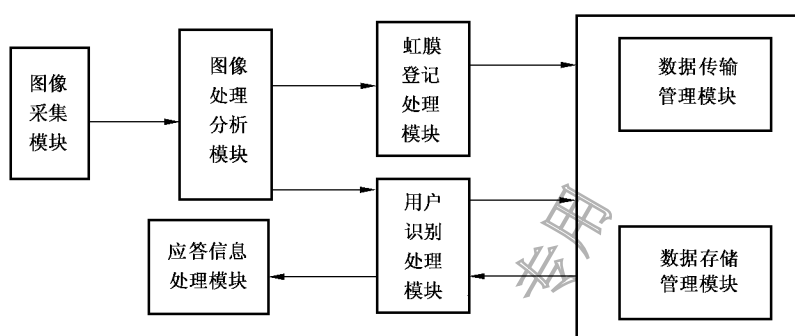 图像
采集
模块
图像
处理
分析
模块
虹膜
登记
处理
模块
用户
识别
处理
模块
应答信息
处理模块
数据传输
管理模块
数据存储
管理模块
专用